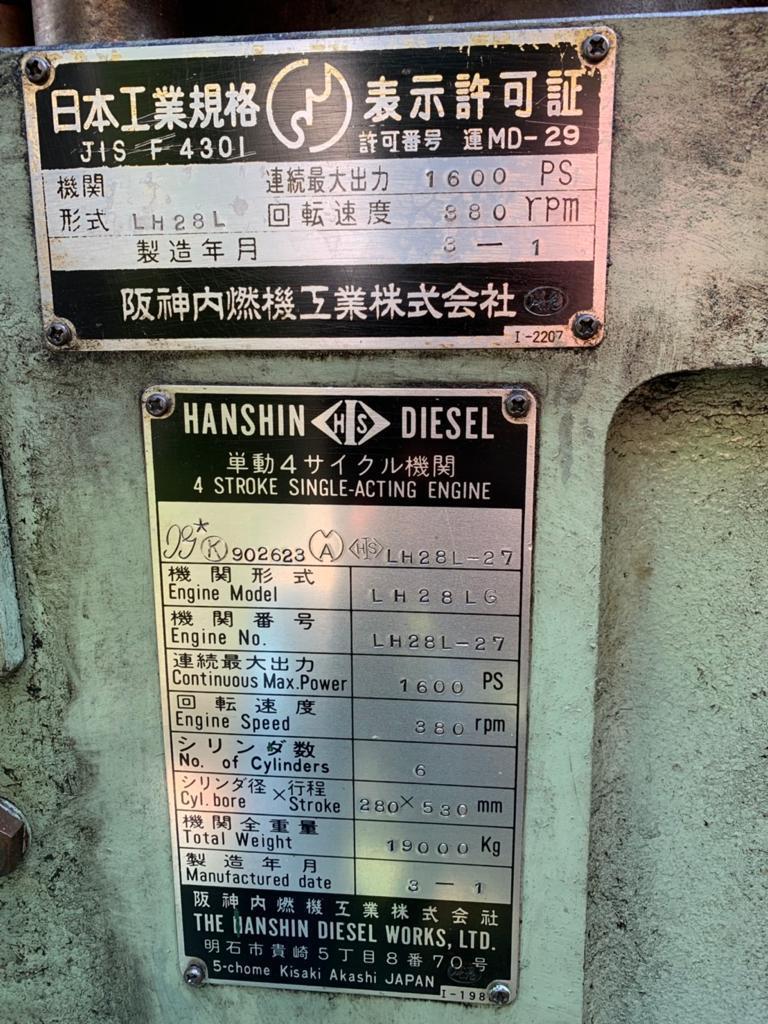 日本工業規格 表示許可証
JIS F 4301 許可番号 運MD-29
機関 連続最大出力 1600 PS
形式 LH28L 回転速度 380 rpm
製造年月 3-1
阪神内燃機工業株式会社
I-2207
HANSHIN HIS DIESEL
単動4サイクル機関
4 STROKE SINGLE-ACTING ENGINE
K 902623 A HIS LH28L-27
機関形式
Engine Model LH28LG
機関番号
Engine No. LH28L-27
連続最大出力
Continuous Max.Power 1600 PS
回転速度
Engine Speed 380 rpm
シリンダ数
No. of Cylinders 6
シリンダ径×行程
Cyl. bore Stroke 280×530 mm
機関全重量
Total Weight 19000 Kg
製造年月
Manufactured date 3-1
阪神内燃機工業株式会社
THE HANSHIN DIESEL WORKS, LTD.
明石市貴崎5丁目8番70号
5-chome Kisaki Akashi JAPAN